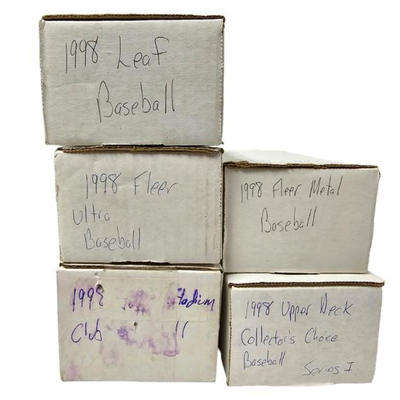 1998 Leaf
Baseball
1998 Fleer
Ultra
Baseball
1998 Fleer Metal
Baseball
Stadium
Club
1998 Upper Deck
Collector's Choice
Baseball
Series I